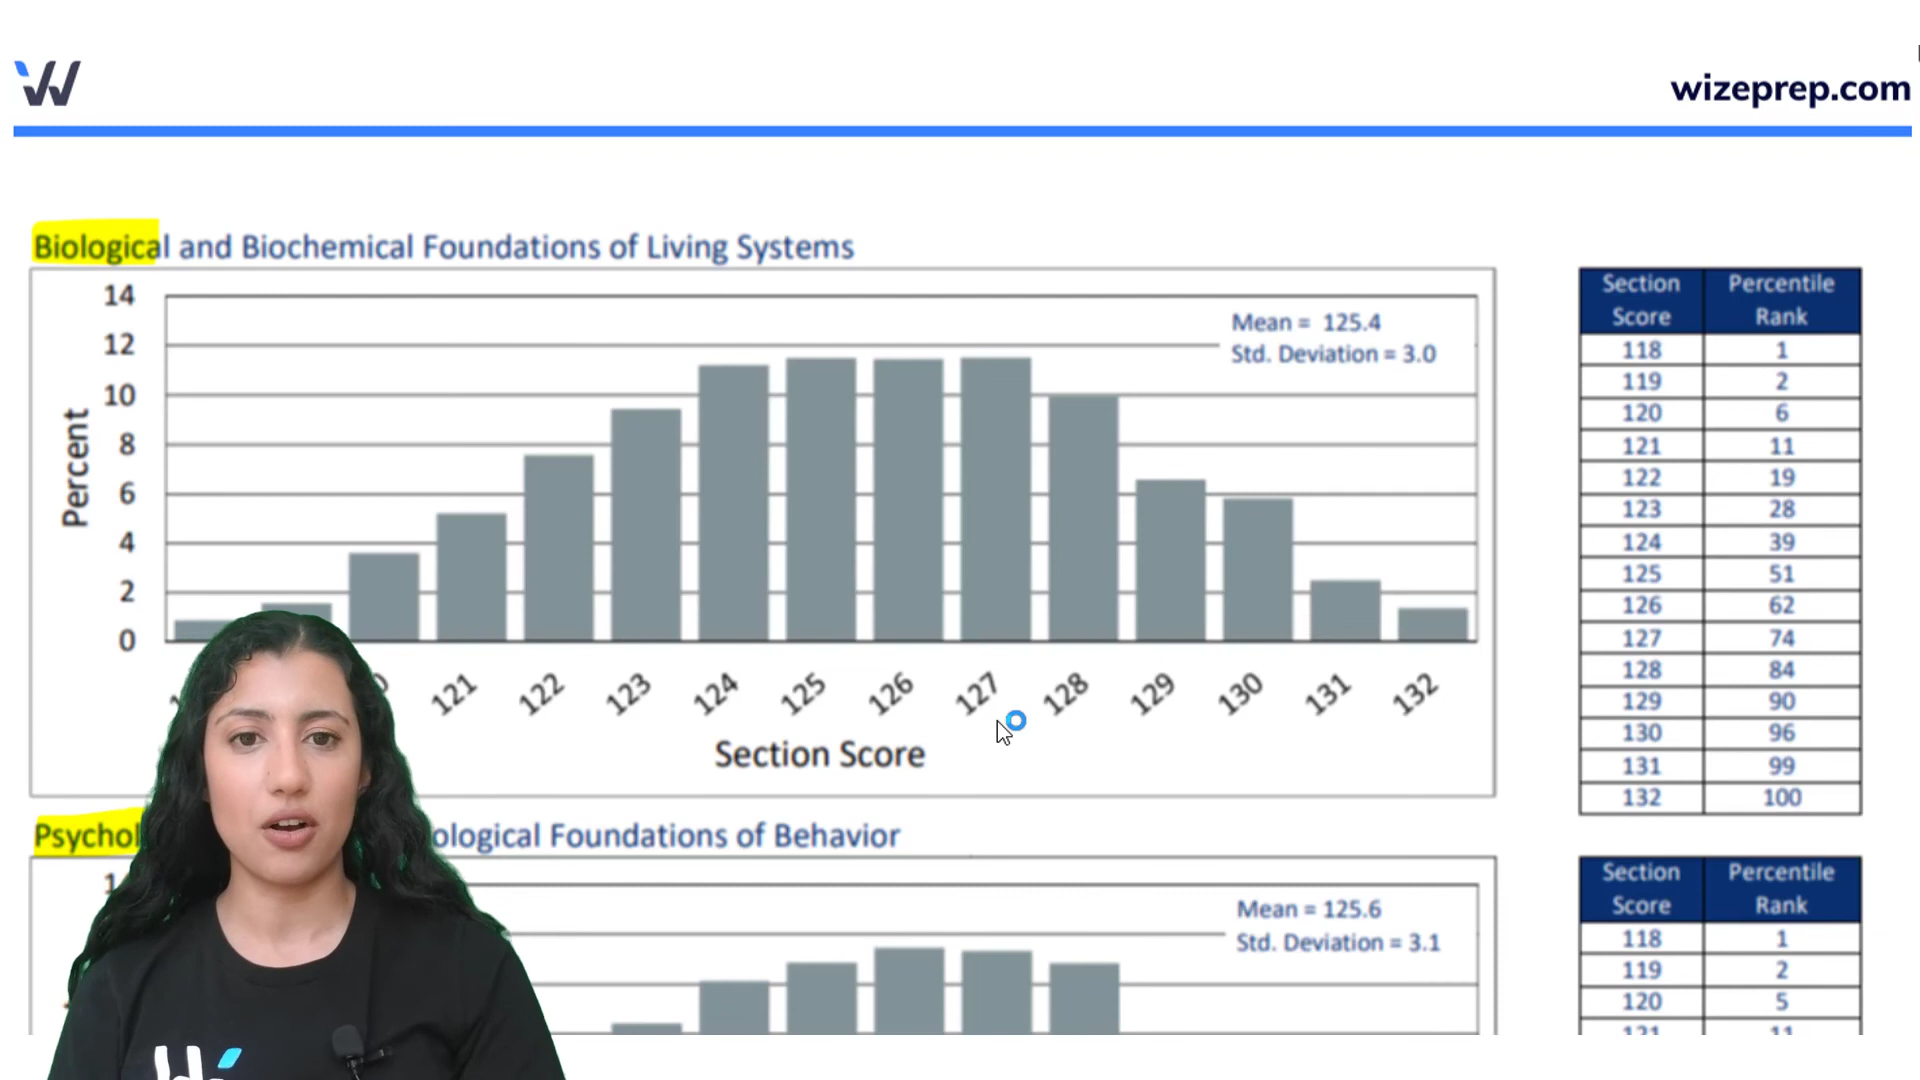 W
wizeprep.com
Biological and Biochemical Foundations of Living Systems
14
12
10
8
6
4
2
0
Percent
Mean = 125.4
Std. Deviation = 3.0
121 122 123 124 125 126 127 128 129 130 131 132
Section Score
Section Score Percentile Rank
118 1
119 2
120 6
121 11
122 19
123 28
124 39
125 51
126 62
127 74
128 84
129 90
130 96
131 99
132 100
Foundations of Behavior
Mean = 125.6
Std. Deviation = 3.1
Section Score Percentile Rank
118 1
119 2
120 5
121 11